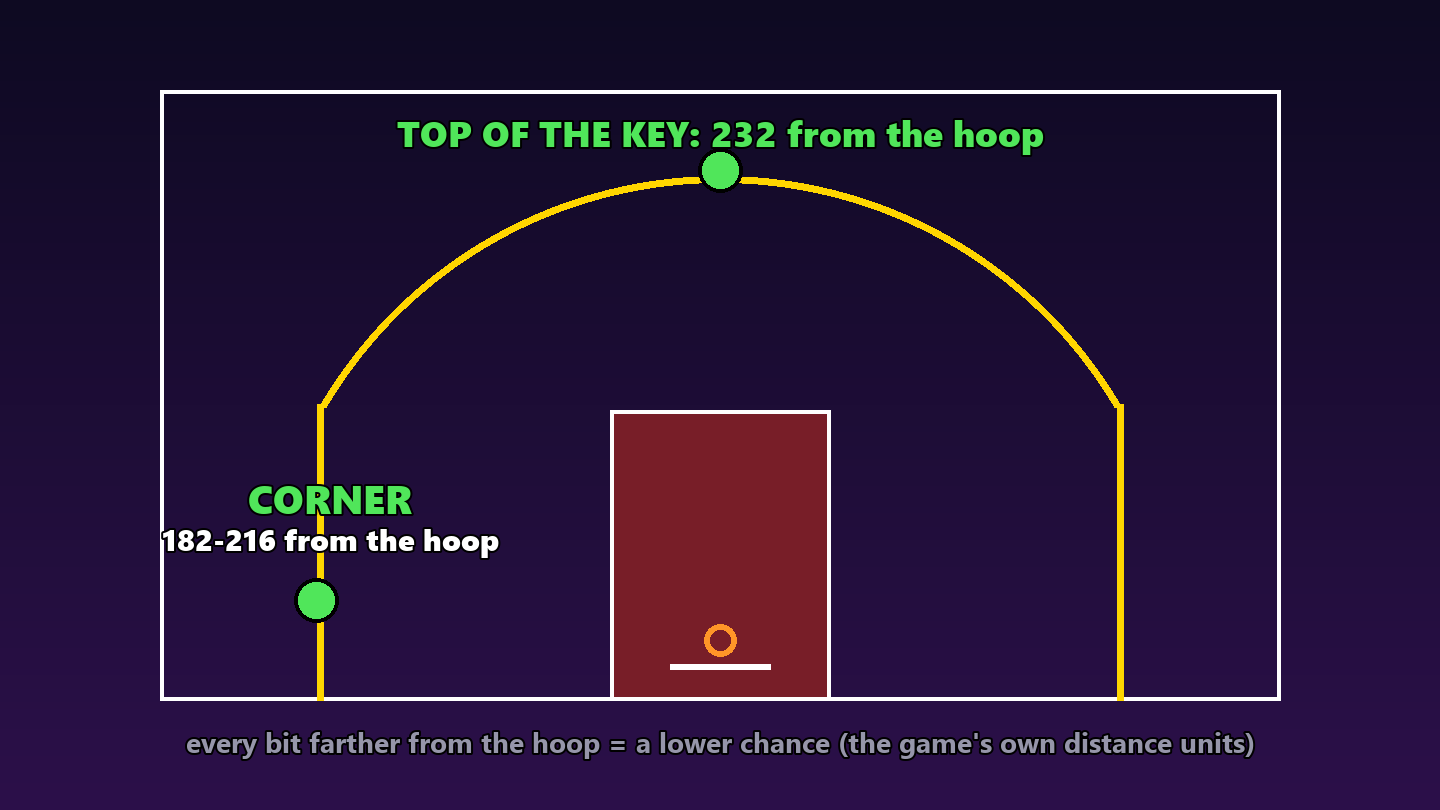 TOP OF THE KEY: 232 from the hoop
CORNER
182-216 from the hoop
every bit farther from the hoop = a lower chance (the game's own distance units)